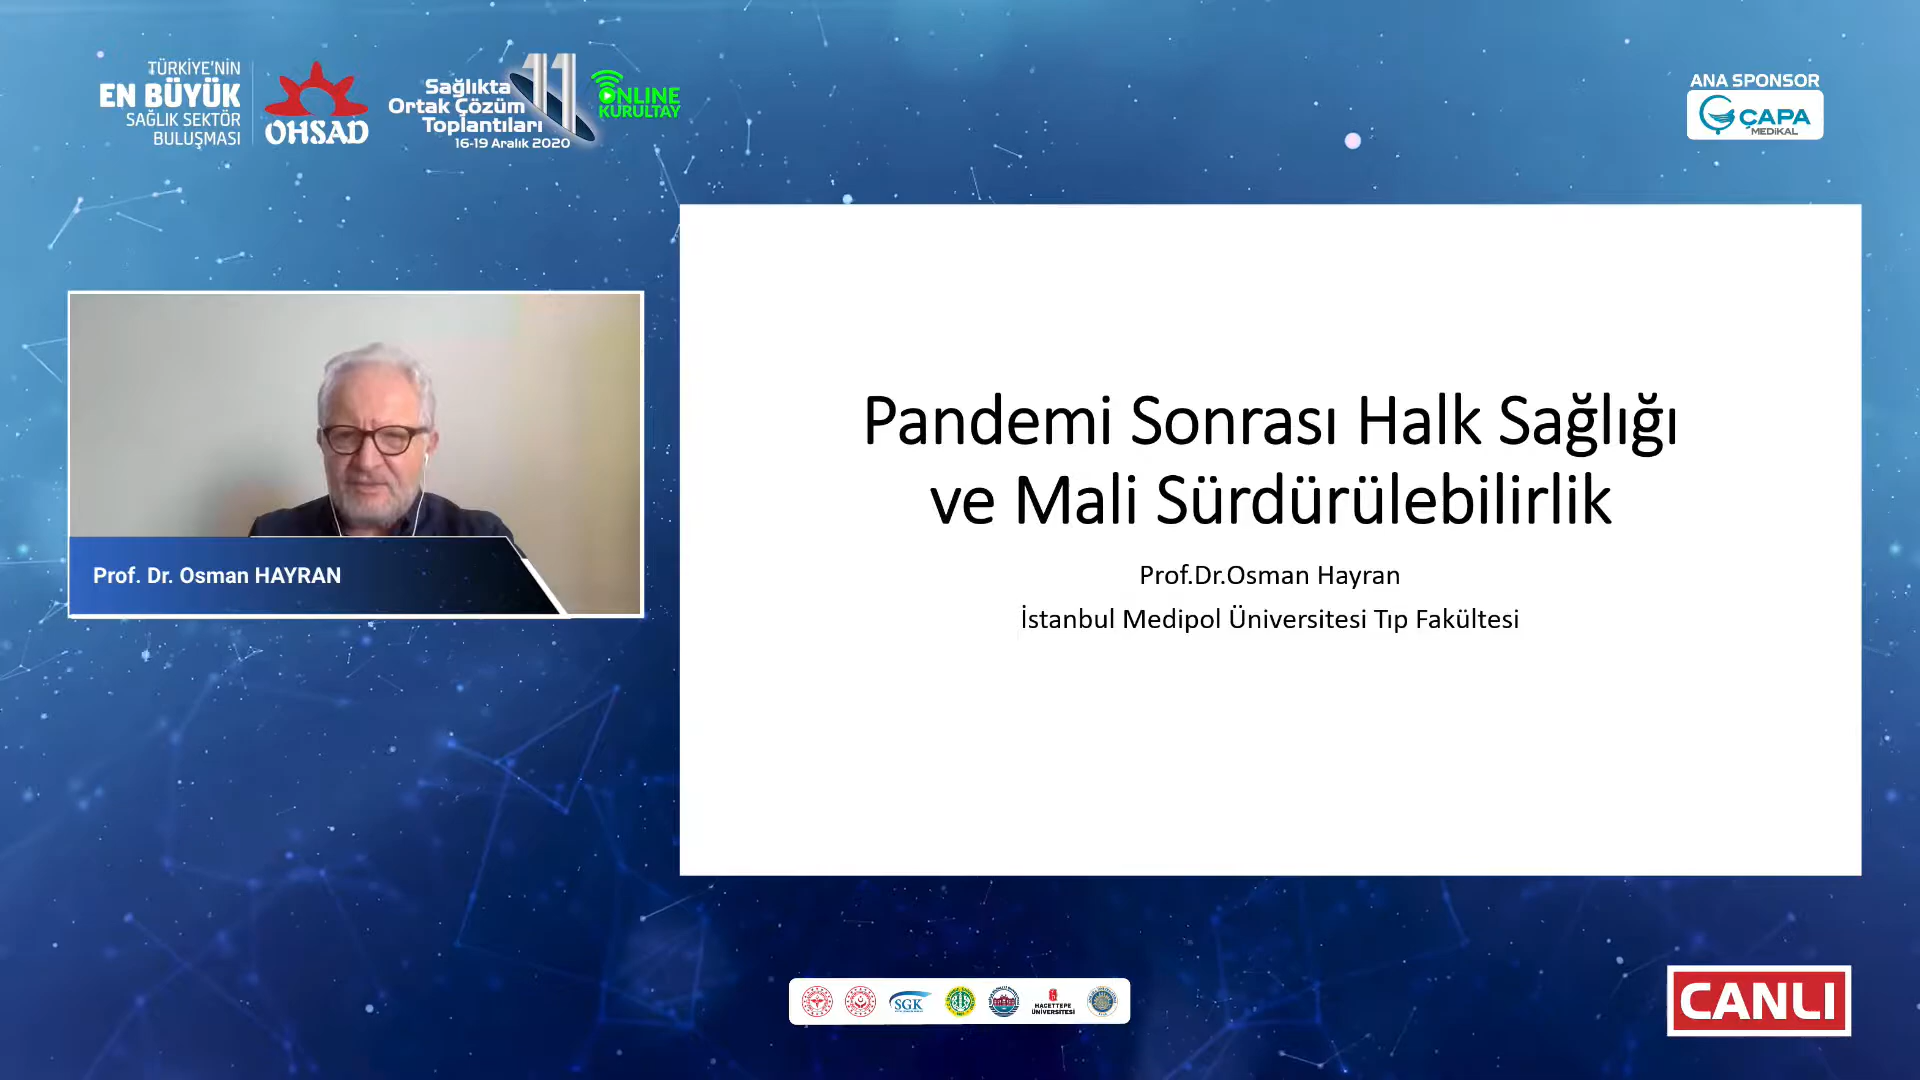 TÜRKİYE'NİN
EN BÜYÜK
SAĞLIK SEKTÖR
BULUŞMASI
OHSAD
Sağlıkta
Ortak Çözüm
Toplantıları
11
16-19 Aralık 2020
ONLINE
KURULTAY
ANA SPONSOR
ÇAPA
MEDİKAL
Pandemi Sonrası Halk Sağlığı
ve Mali Sürdürülebilirlik
Prof.Dr.Osman Hayran
İstanbul Medipol Üniversitesi Tıp Fakültesi
Prof. Dr. Osman HAYRAN
SGK
HACETTEPE
ÜNİVERSİTESİ
CANLI